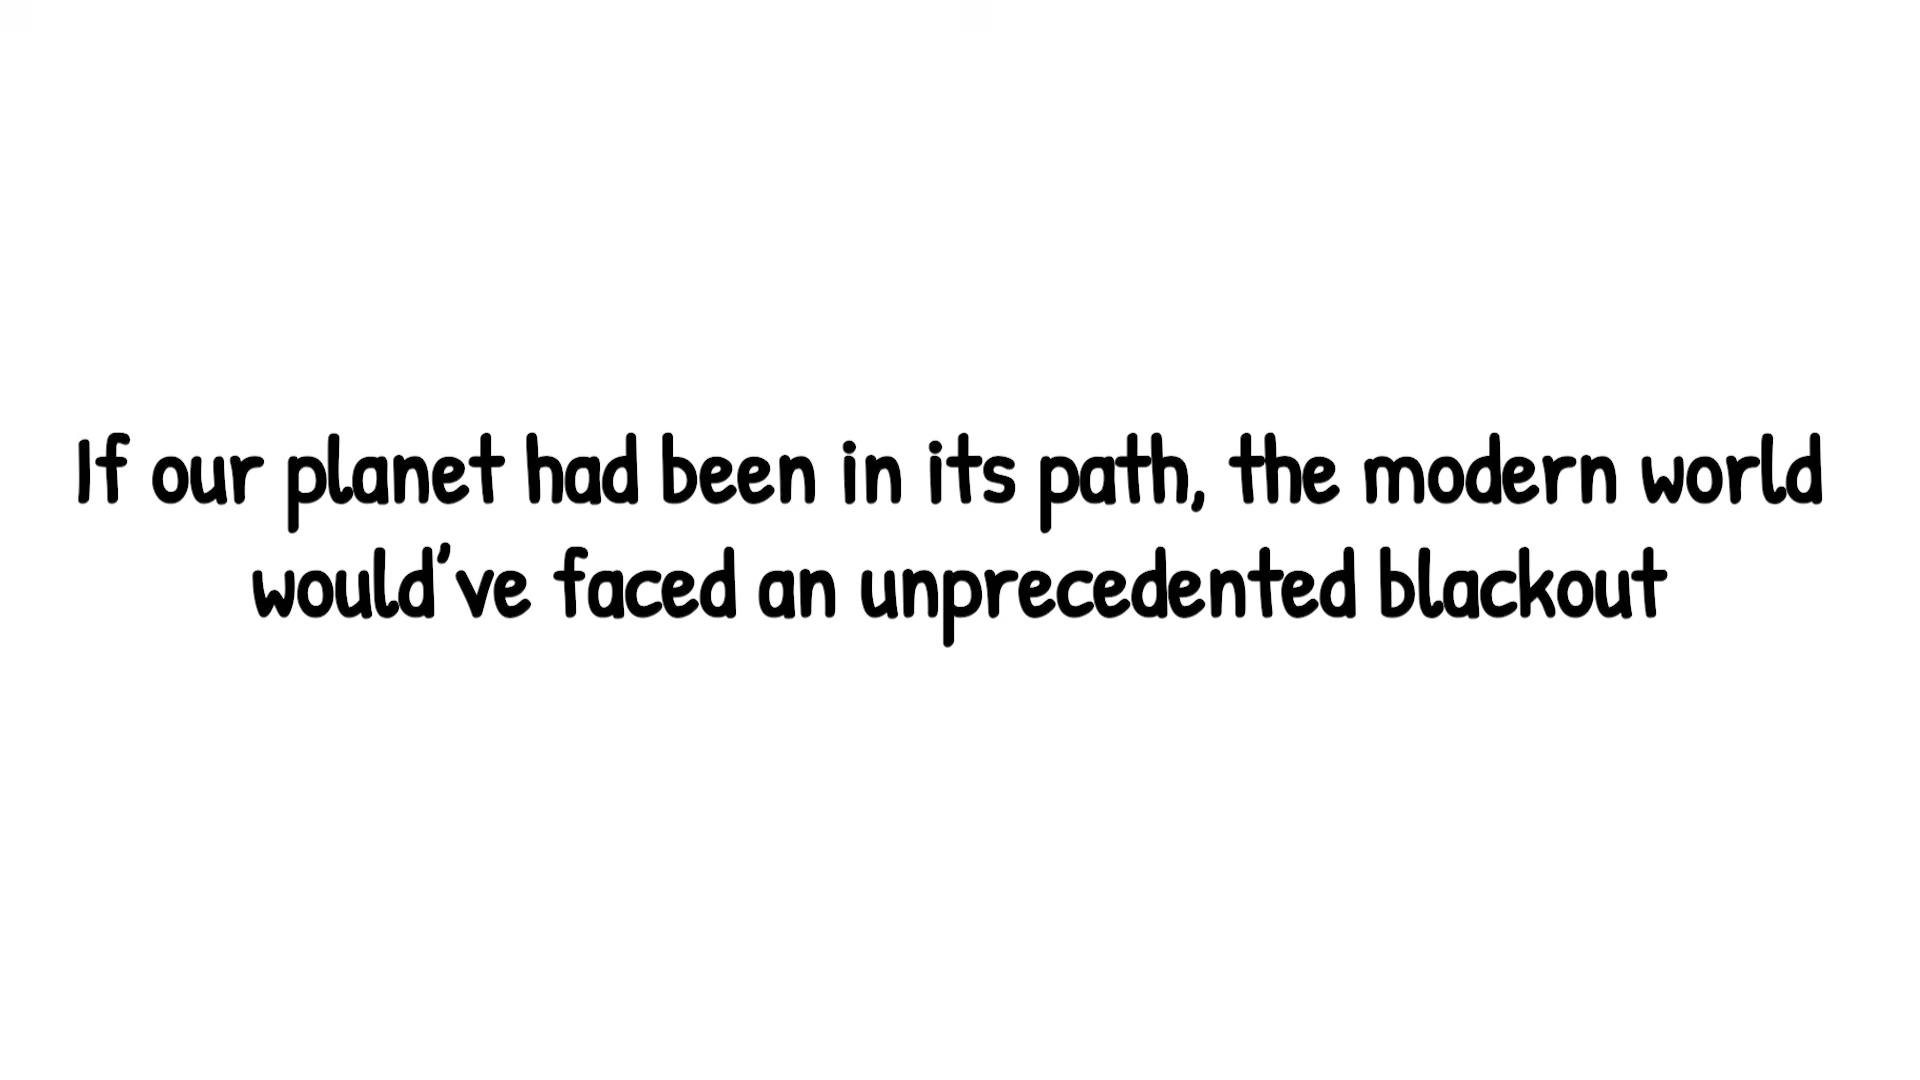 If our planet had been in its path, the modern world
would've faced an unprecedented blackout